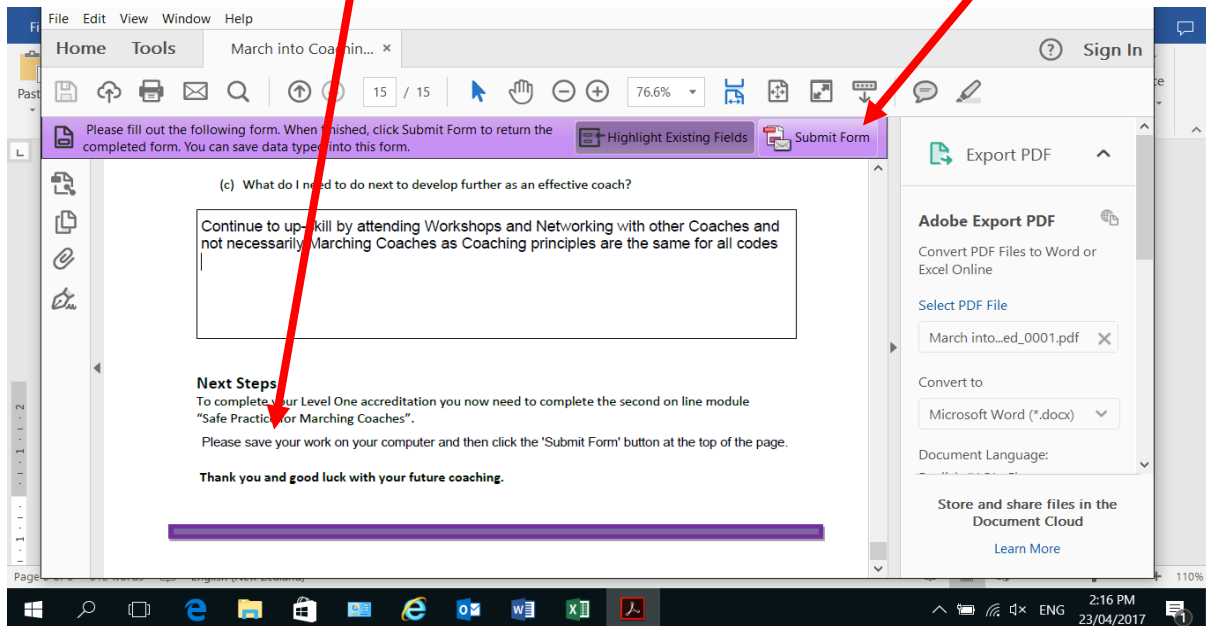 File Edit View Window Help
Fi
Home Tools March into Coachin... × ? Sign In
Past
15 / 15 76.6%
Please fill out the following form. When finished, click Submit Form to return the
completed form. You can save data typed into this form.
Highlight Existing Fields
Submit Form
(c) What do I need to do next to develop further as an effective coach?
Continue to up-skill by attending Workshops and Networking with other Coaches and
not necessarily Marching Coaches as Coaching principles are the same for all codes
Next Steps
To complete your Level One accreditation you now need to complete the second on line module
“Safe Practice for Marching Coaches”.
Please save your work on your computer and then click the 'Submit Form' button at the top of the page.
Thank you and good luck with your future coaching.
Export PDF
Adobe Export PDF
Convert PDF Files to Word or
Excel Online
Select PDF File
March into...ed_0001.pdf
Convert to
Microsoft Word (*.docx)
Document Language:
Store and share files in the
Document Cloud
Learn More
Page
110%
ENG
2:16 PM
23/04/2017